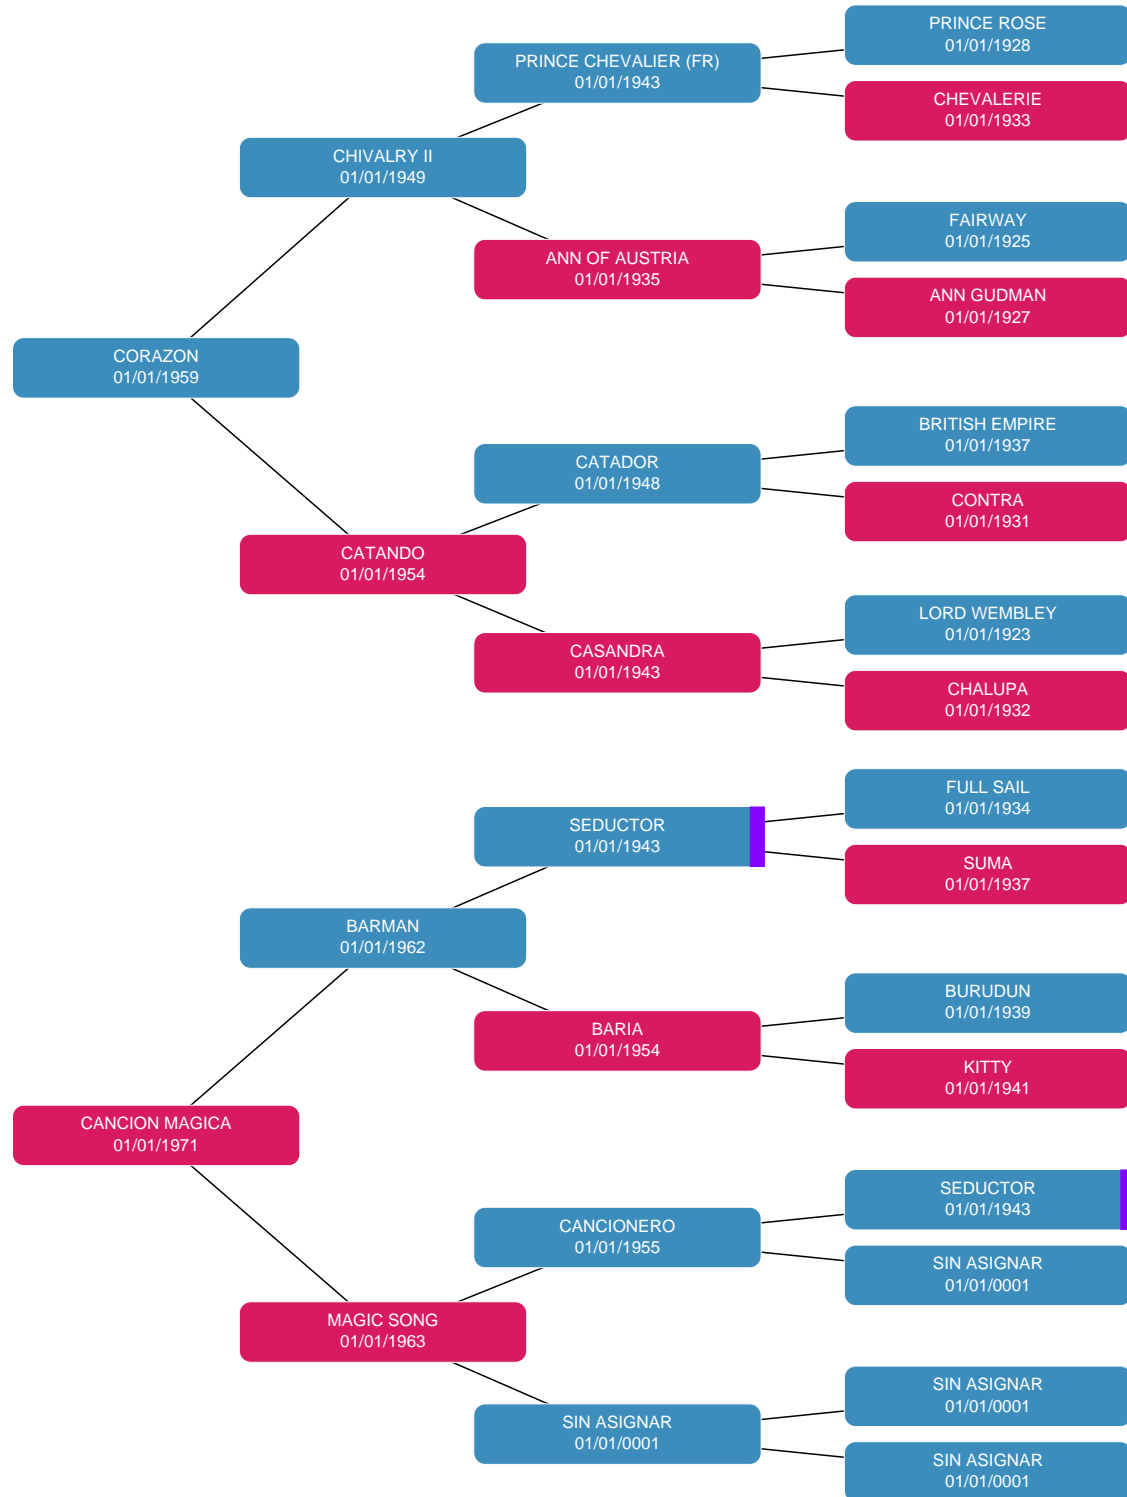 PRINCE ROSE
01/01/1928
PRINCE CHEVALIER (FR)
01/01/1943
CHEVALERIE
01/01/1933
CHIVALRY II
01/01/1949
FAIRWAY
01/01/1925
ANN OF AUSTRIA
01/01/1935
ANN GUDMAN
01/01/1927
CORAZON
01/01/1959
BRITISH EMPIRE
01/01/1937
CATADOR
01/01/1948
CONTRA
01/01/1931
CATANDO
01/01/1954
LORD WEMBLEY
01/01/1923
CASANDRA
01/01/1943
CHALUPA
01/01/1932
FULL SAIL
01/01/1934
SEDUCTOR
01/01/1943
SUMA
01/01/1937
BARMAN
01/01/1962
BURUDUN
01/01/1939
BARIA
01/01/1954
KITTY
01/01/1941
CANCION MAGICA
01/01/1971
SEDUCTOR
01/01/1943
CANCIONERO
01/01/1955
SIN ASIGNAR
01/01/0001
MAGIC SONG
01/01/1963
SIN ASIGNAR
01/01/0001
SIN ASIGNAR
01/01/0001
SIN ASIGNAR
01/01/0001